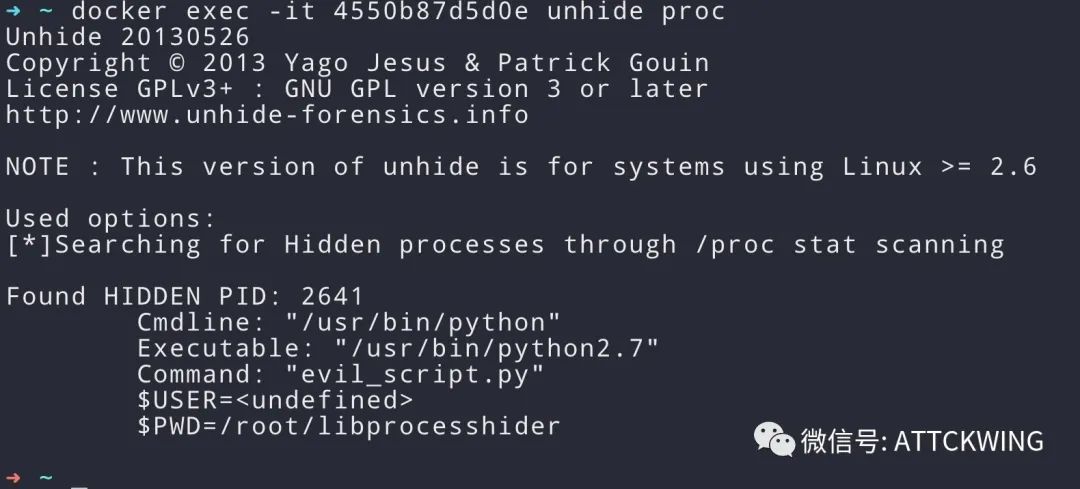 ➜ ~ docker exec -it 4550b87d5d0e unhide proc
Unhide 20130526
Copyright © 2013 Yago Jesus & Patrick Gouin
License GPLv3+ : GNU GPL version 3 or later
http://www.unhide-forensics.info
NOTE : This version of unhide is for systems using Linux >= 2.6
Used options:
[*]Searching for Hidden processes through /proc stat scanning
Found HIDDEN PID: 2641
Cmdline: "/usr/bin/python"
Executable: "/usr/bin/python2.7"
Command: "evil_script.py"
$USER=<undefined>
$PWD=/root/libprocesshider
微信号: ATTCKWING
➜ ~